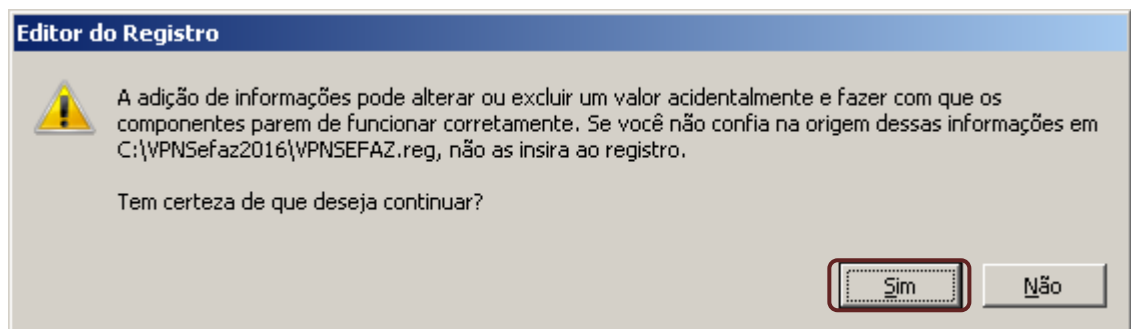 Editor do Registro
A adição de informações pode alterar ou excluir um valor acidentalmente e fazer com que os
componentes parem de funcionar corretamente. Se você não confia na origem dessas informações em
C:\VPNSefaz2016\VPNSEFAZ.reg, não as insira ao registro.
Tem certeza de que deseja continuar?
Sim Não